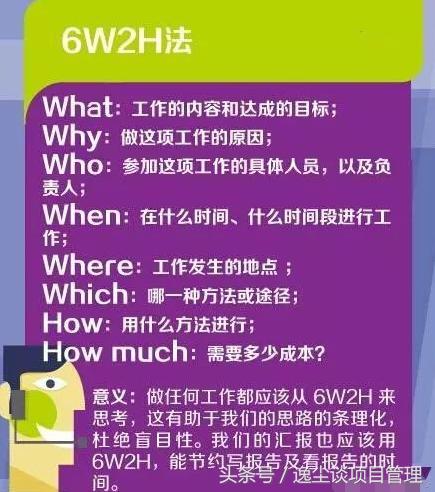 6W2H法
What：工作的内容和达成的目标；
Why：做这项工作的原因；
Who：参加这项工作的具体人员，以及负
责人；
When：在什么时间、什么时间段进行工
作；
Where：工作发生的地点 ；
Which：哪一种方法或途径；
How：用什么方法进行；
How much：需要多少成本？
意义：做任何工作都应该从 6W2H 来
思考，这有助于我们的思路的条理化，
杜绝盲目性。我们的汇报也应该用
6W2H，能节约写报告及看报告的时
间。
头条号／逸尘谈项目管理